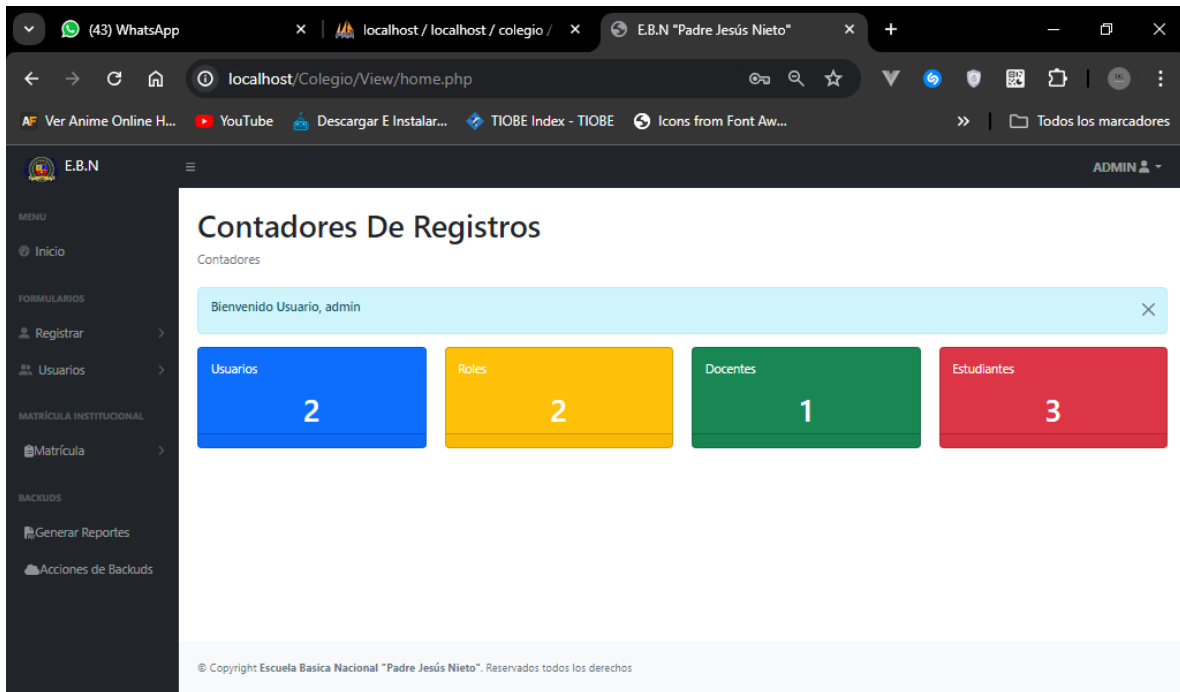 (43) WhatsApp
localhost / localhost / colegio /
E.B.N "Padre Jesús Nieto"
localhost/Colegio/View/home.php
AF Ver Anime Online H...
YouTube
Descargar E Instalar...
TIOBE Index - TIOBE
Icons from Font Aw...
»
Todos los marcadores
E.B.N
ADMIN
MENU
Inicio
FORMULARIOS
Registrar
Usuarios
MATRÍCULA INSTITUCIONAL
Matrícula
BACKUDS
Generar Reportes
Acciones de Backuds
Contadores De Registros
Contadores
Bienvenido Usuario, admin
Usuarios
2
Roles
2
Docentes
1
Estudiantes
3
© Copyright Escuela Basica Nacional "Padre Jesús Nieto". Reservados todos los derechos